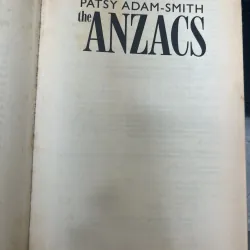 PATSY ADAM-SMITH
the ANZACS